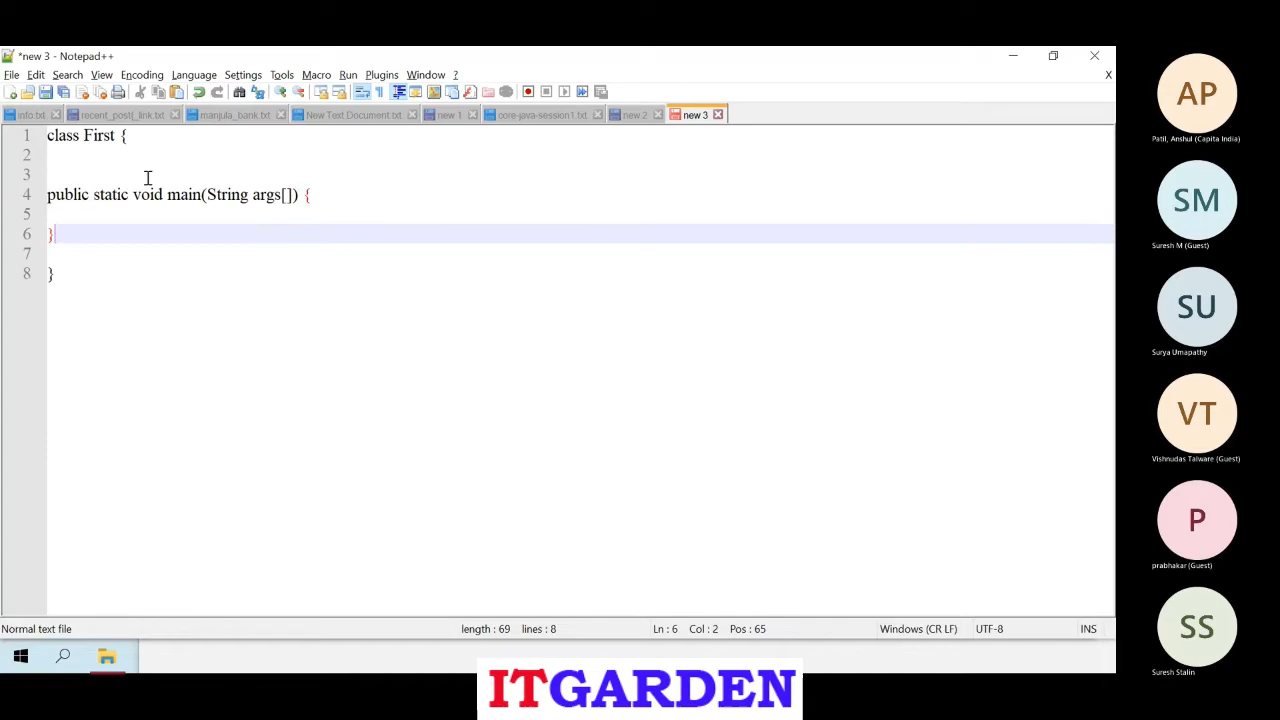 *new 3 - Notepad++
File Edit Search View Encoding Language Settings Tools Macro Run Plugins Window ?
X
info.txt recent_post(_link.txt manjula_bank.txt New Text Document.txt new 1 core-java-session1.txt new 2 new 3
1 class First {
2
3
4 public static void main(String args[]) {
5
6 }
7
8 }
Normal text file length : 69 lines : 8 Ln : 6 Col : 2 Pos : 65 Windows (CR LF) UTF-8 INS
ITGARDEN
AP
Patil, Anshul (Capita India)
SM
Suresh M (Guest)
SU
Surya Umapathy
VT
Vishnudas Talware (Guest)
P
prabhakar (Guest)
SS
Suresh Stalin